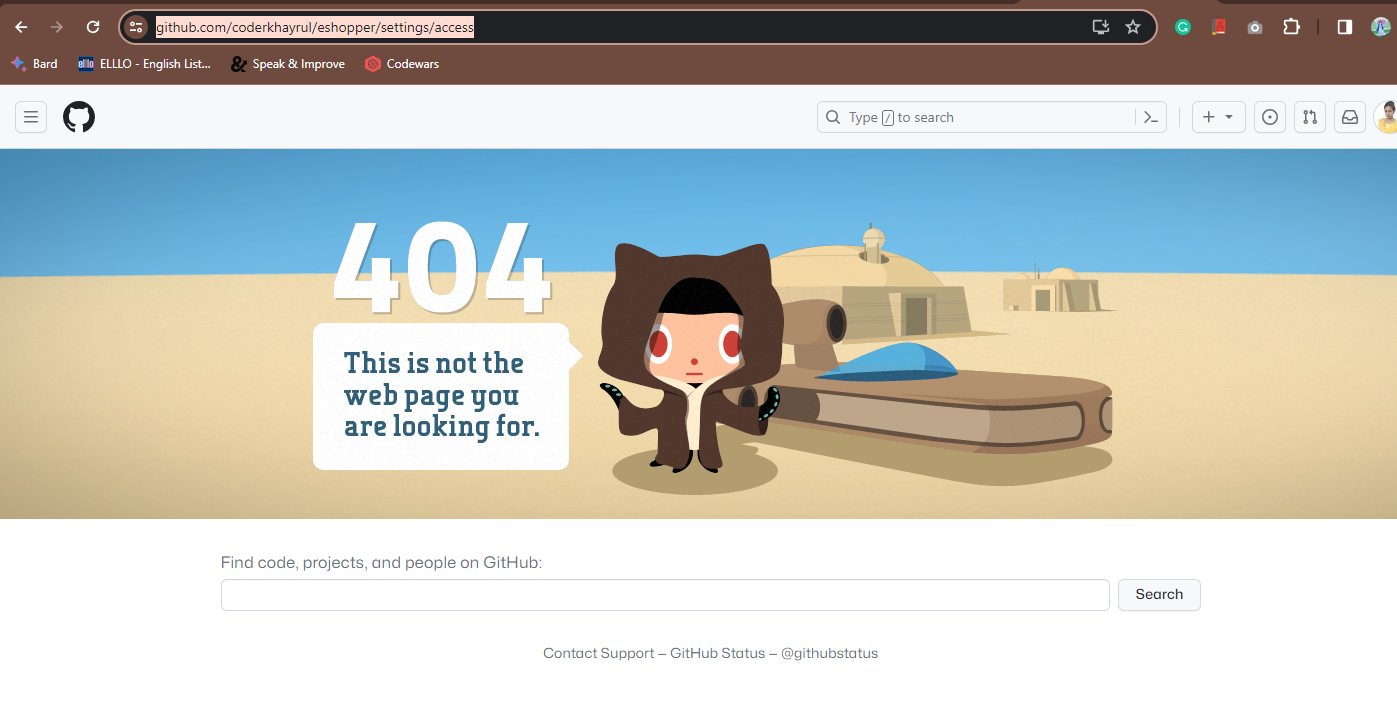 github.com/coderkhayrul/eshopper/settings/access
Bard
ELLLO - English List...
Speak & Improve
Codewars
Type / to search
404
This is not the
web page you
are looking for.
Find code, projects, and people on GitHub:
Search
Contact Support — GitHub Status — @githubstatus